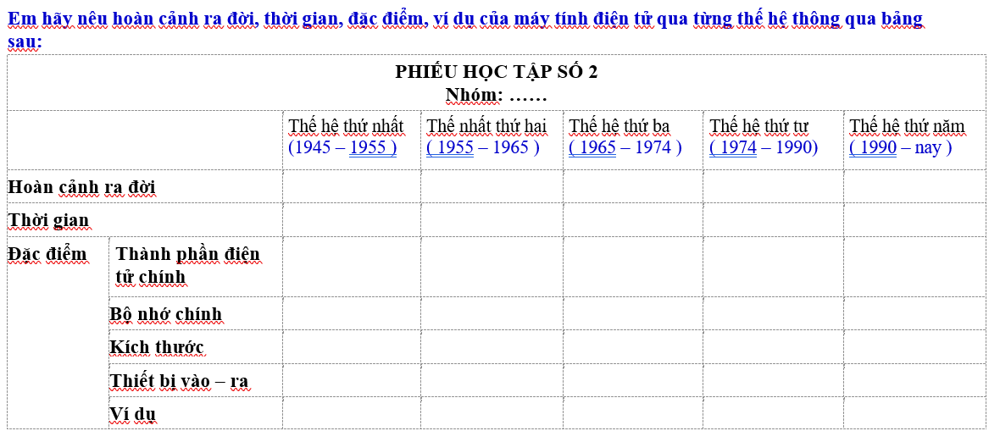 Em hãy nêu hoàn cảnh ra đời, thời gian, đặc điểm, ví dụ của máy tính điện tử qua từng thế hệ thông qua bảng
sau:
PHIẾU HỌC TẬP SỐ 2
Nhóm: ……
Thế hệ thứ nhất
(1945 – 1955 )
Thế nhất thứ hai
( 1955 – 1965 )
Thế hệ thứ ba
( 1965 – 1974 )
Thế hệ thứ tư
( 1974 – 1990)
Thế hệ thứ năm
( 1990 – nay )
Hoàn cảnh ra đời
Thời gian
Đặc điểm
Thành phần điện
tử chính
Bộ nhớ chính
Kích thước
Thiết bị vào – ra
Ví dụ